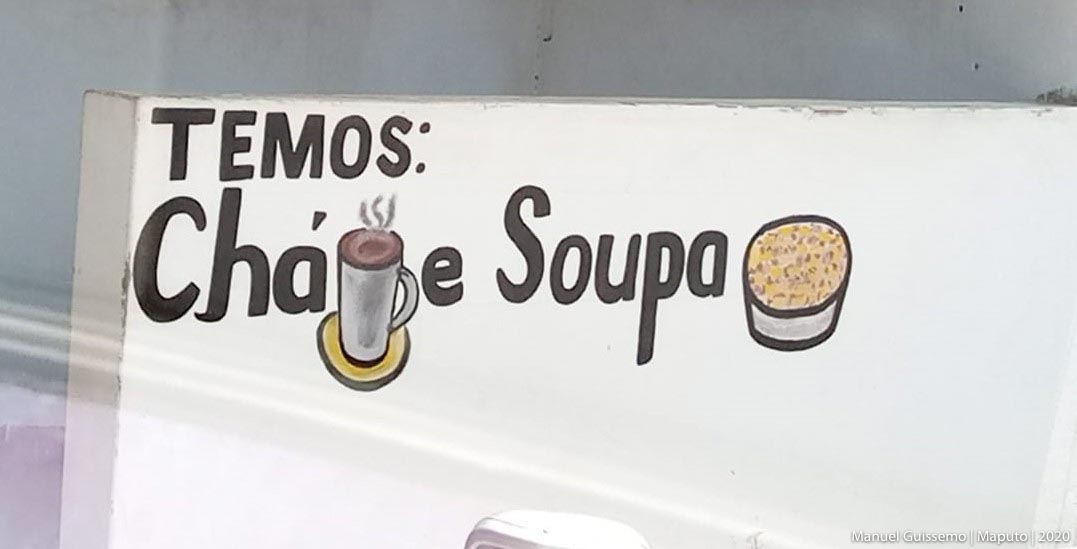 TEMOS:
Chá e Soupa
Manuel Guissemo | Maputo | 2020